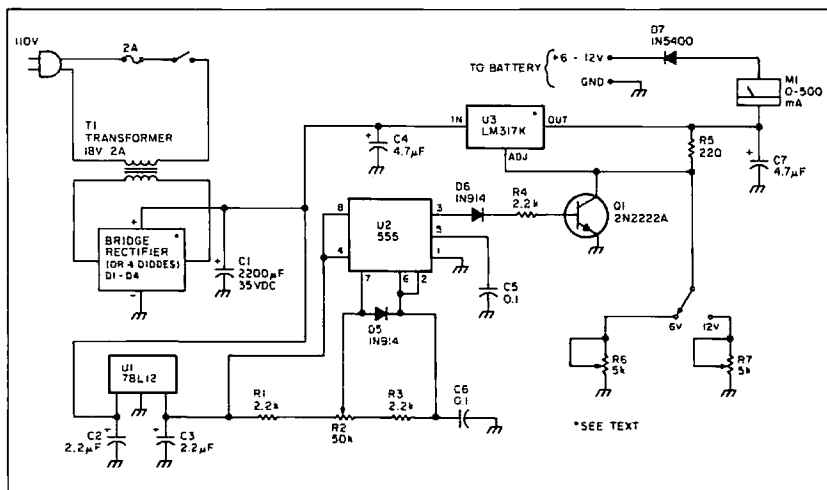 110V
2A
T1
TRANSFORMER
18V 2A
BRIDGE *
RECTIFIER
(OR 4 DIODES)
D1-D4
+
-
+
C1
2200µF
35VDC
U1
78L12
+
C2
2.2µF
+
C3
2.2µF
R1
2.2k
R2
50k
R3
2.2k
C6
0.1
D5
1N914
U2
555
8
4
7
6
2
3
5
1
C5
0.1
D6
1N914
R4
2.2k
Q1
2N2222A
+
C4
4.7µF
IN
U3 *
LM317K
OUT
ADJ
TO BATTERY
+6 - 12V
GND
D7
1N5400
M1
0-500
mA
R5
220
+
C7
4.7µF
6V
12V
R6
5k
R7
5k
*SEE TEXT